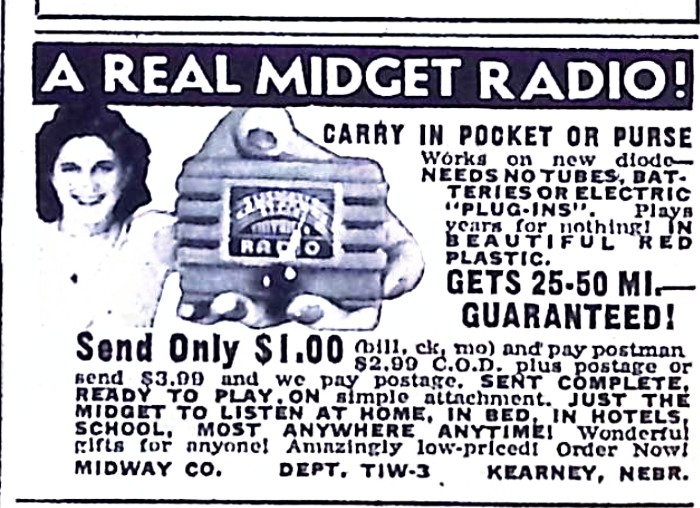 A REAL MIDGET RADIO!
CARRY IN POCKET OR PURSE
Works on new diode—
NEEDS NO TUBES, BAT-
TERIES OR ELECTRIC
"PLUG-INS". Plays
years for nothing! IN
BEAUTIFUL RED
PLASTIC.
RADIO
GETS 25-50 MI.—
GUARANTEED!
Send Only $1.00 (bill, ck, mo) and pay postman
$2.99 C.O.D. plus postage or
send $3.99 and we pay postage. SENT COMPLETE,
READY TO PLAY. ON simple attachment. JUST THE
MIDGET TO LISTEN AT HOME, IN BED, IN HOTELS,
SCHOOL, MOST ANYWHERE ANYTIME! Wonderful
gifts for anyone! Amazingly low-priced! Order Now!
MIDWAY CO. DEPT. TIW-3 KEARNEY, NEBR.